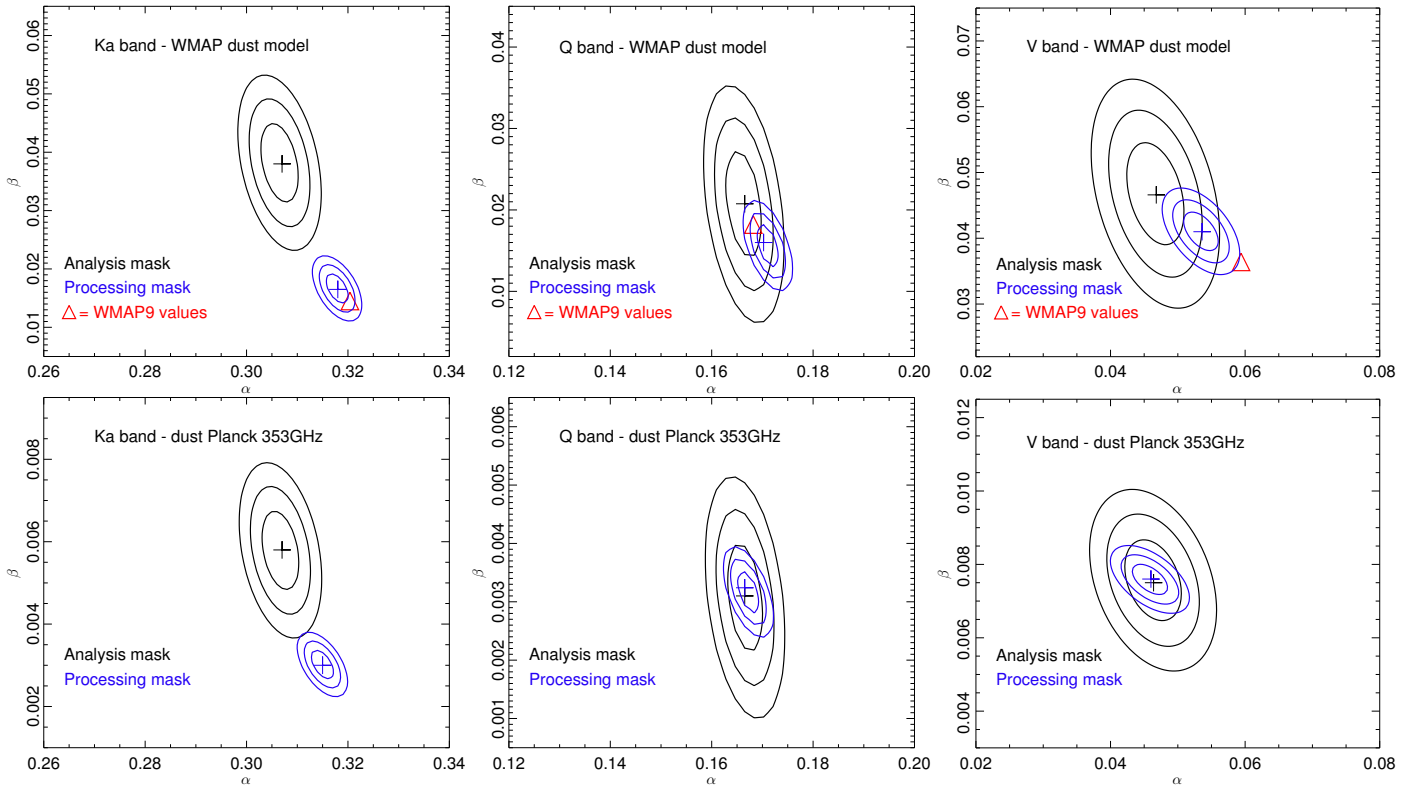 Ka band - WMAP dust model
Analysis mask
Processing mask
△ = WMAP9 values
β
0.01
0.02
0.03
0.04
0.05
0.06
0.26
0.28
0.30
0.32
0.34
α
Q band - WMAP dust model
Analysis mask
Processing mask
△ = WMAP9 values
β
0.01
0.02
0.03
0.04
0.12
0.14
0.16
0.18
0.20
α
V band - WMAP dust model
Analysis mask
Processing mask
△ = WMAP9 values
β
0.03
0.04
0.05
0.06
0.07
0.02
0.04
0.06
0.08
α
Ka band - dust Planck 353GHz
Analysis mask
Processing mask
β
0.002
0.004
0.006
0.008
0.26
0.28
0.30
0.32
0.34
α
Q band - dust Planck 353GHz
Analysis mask
Processing mask
β
0.001
0.002
0.003
0.004
0.005
0.006
0.12
0.14
0.16
0.18
0.20
α
V band - dust Planck 353GHz
Analysis mask
Processing mask
β
0.004
0.006
0.008
0.010
0.012
0.02
0.04
0.06
0.08
α